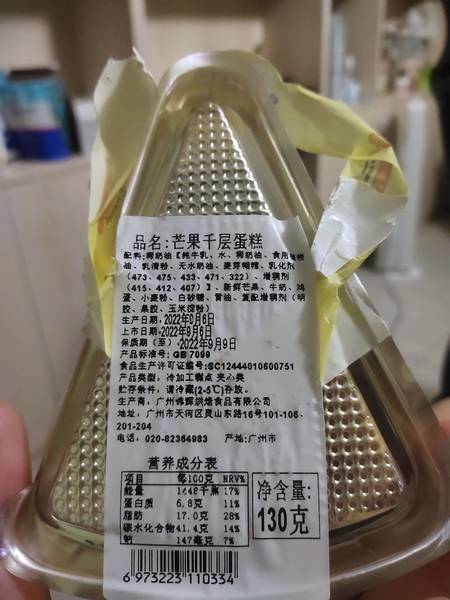 品名:芒果千层蛋糕
配料:稀奶油【纯牛乳、水、稀奶油、食用
油、乳清粉、无水奶油、麦芽糊精、乳化剂
（473、475、433、471、322）、增稠剂
（415、412、407）】、新鲜芒果、牛奶、鸡
蛋、小麦粉、白砂糖、黄油、复配增稠剂（明
胶、果胶、玉米淀粉）
生产日期:2022年9月6日
上市日期:2022年9月6日
保质期（至）:2022年9月9日
产品标准号:GB 7099
食品生产许可证编号:SC12444010600751
产品类型：冷加工糕点 夹心类
贮存条件：请冷藏(2-5℃)存放。
生产商：广州锦辉烘焙食品有限公司
地址：广州市天河区灵山东路16号101-106、
201-204
电话：020-82364983 产地:广州市
营养成分表
项目 每100克 NRV%
能量 1448千焦 17%
蛋白质 6.8克 11%
脂肪 17.0克 28%
碳水化合物 41.4克 14%
钠 147毫克 7%
净含量:
130克
6 973223 110334